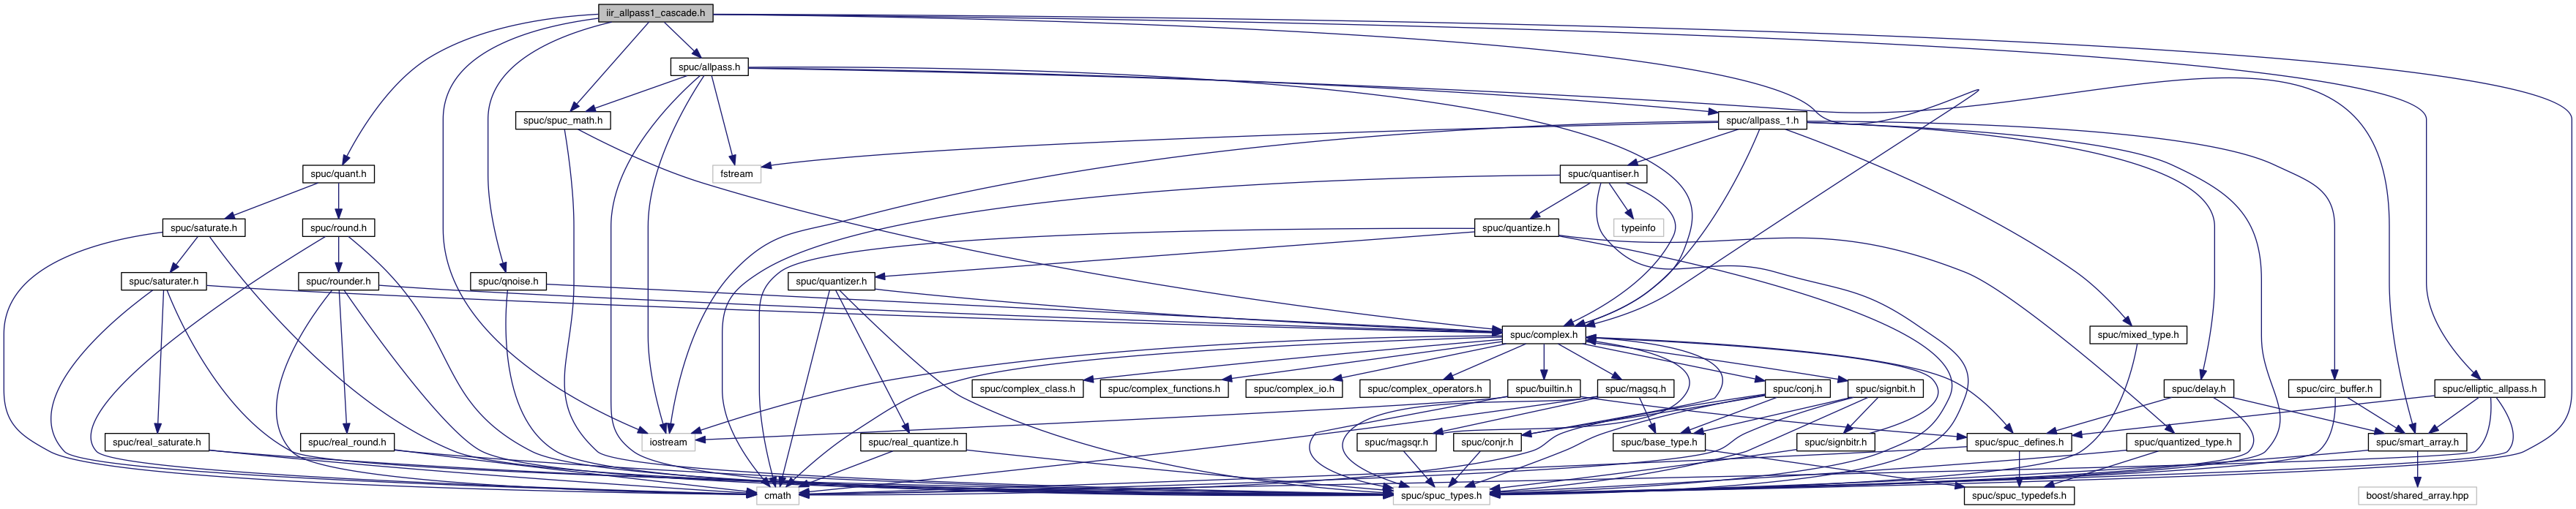 iir_allpass1_cascade.h
spuc/allpass.h
spuc/spuc_math.h
spuc/allpass_1.h
spuc/quant.h
fstream
spuc/quantiser.h
spuc/saturate.h
spuc/round.h
spuc/quantize.h
typeinfo
spuc/saturater.h
spuc/rounder.h
spuc/qnoise.h
spuc/quantizer.h
spuc/complex.h
spuc/mixed_type.h
spuc/complex_class.h
spuc/complex_functions.h
spuc/complex_io.h
spuc/complex_operators.h
spuc/builtin.h
spuc/magsq.h
spuc/conj.h
spuc/signbit.h
spuc/delay.h
spuc/circ_buffer.h
spuc/elliptic_allpass.h
spuc/real_saturate.h
spuc/real_round.h
iostream
spuc/real_quantize.h
spuc/magsqr.h
spuc/conjr.h
spuc/base_type.h
spuc/signbitr.h
spuc/spuc_defines.h
spuc/quantized_type.h
spuc/smart_array.h
cmath
spuc/spuc_types.h
spuc/spuc_typedefs.h
boost/shared_array.hpp